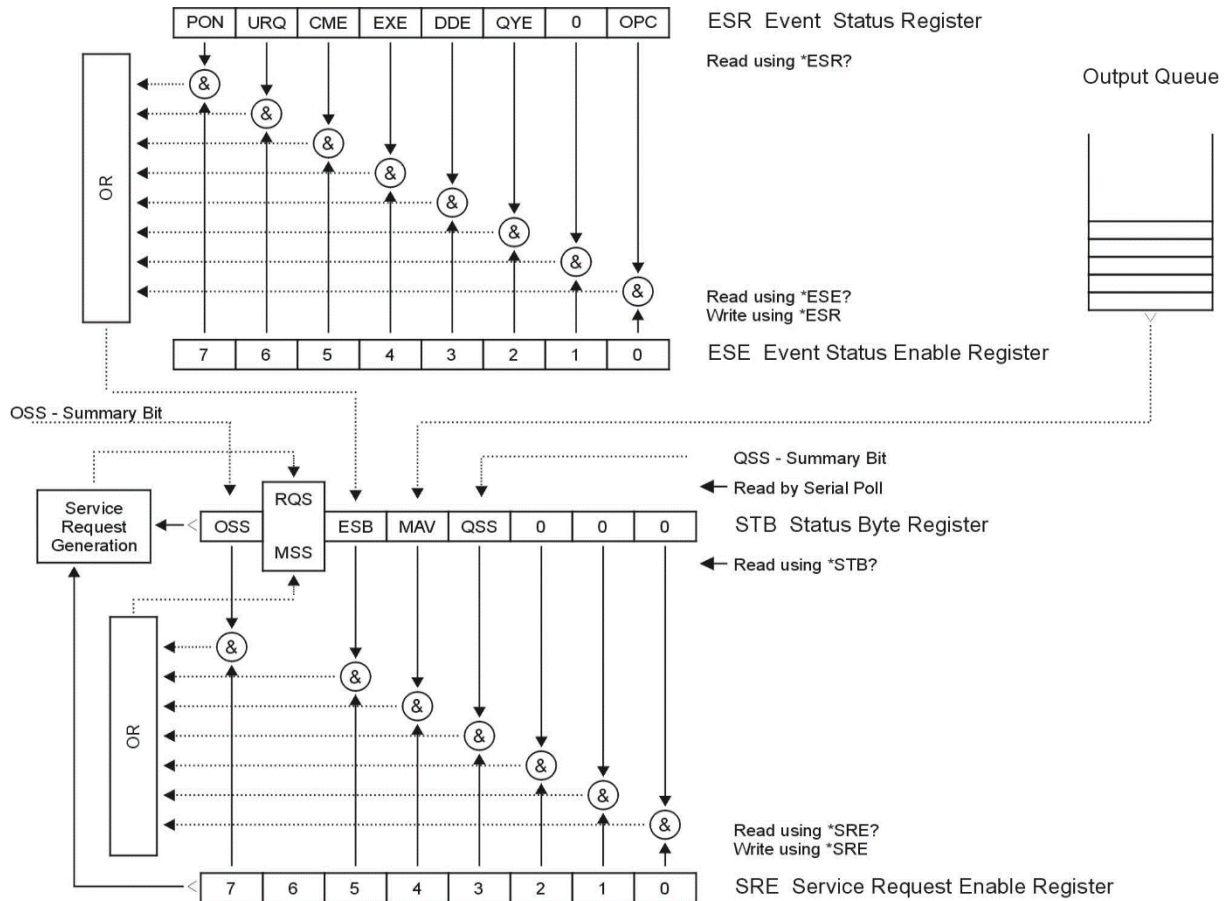 PON URQ CME EXE DDE QYE 0 OPC
ESR Event Status Register
Read using *ESR?
Output Queue
&
&
&
&
&
&
&
&
OR
Read using *ESE?
Write using *ESR
7 6 5 4 3 2 1 0
ESE Event Status Enable Register
OSS - Summary Bit
QSS - Summary Bit
Read by Serial Poll
Service
Request
Generation
RQS
MSS
OSS ESB MAV QSS 0 0 0
STB Status Byte Register
Read using *STB?
&
&
&
&
&
&
&
OR
Read using *SRE?
Write using *SRE
7 6 5 4 3 2 1 0
SRE Service Request Enable Register